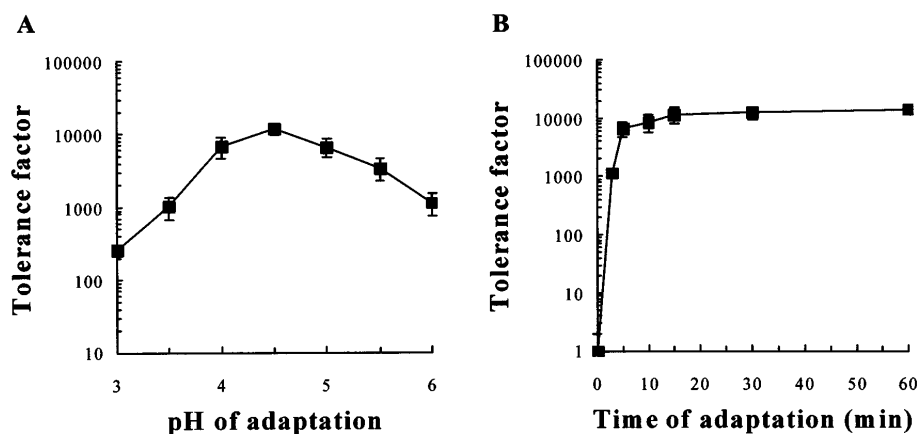 A
Tolerance factor
100000
10000
1000
100
10
3 4 5 6
pH of adaptation
B
Tolerance factor
100000
10000
1000
100
10
1
0 10 20 30 40 50 60
Time of adaptation (min)